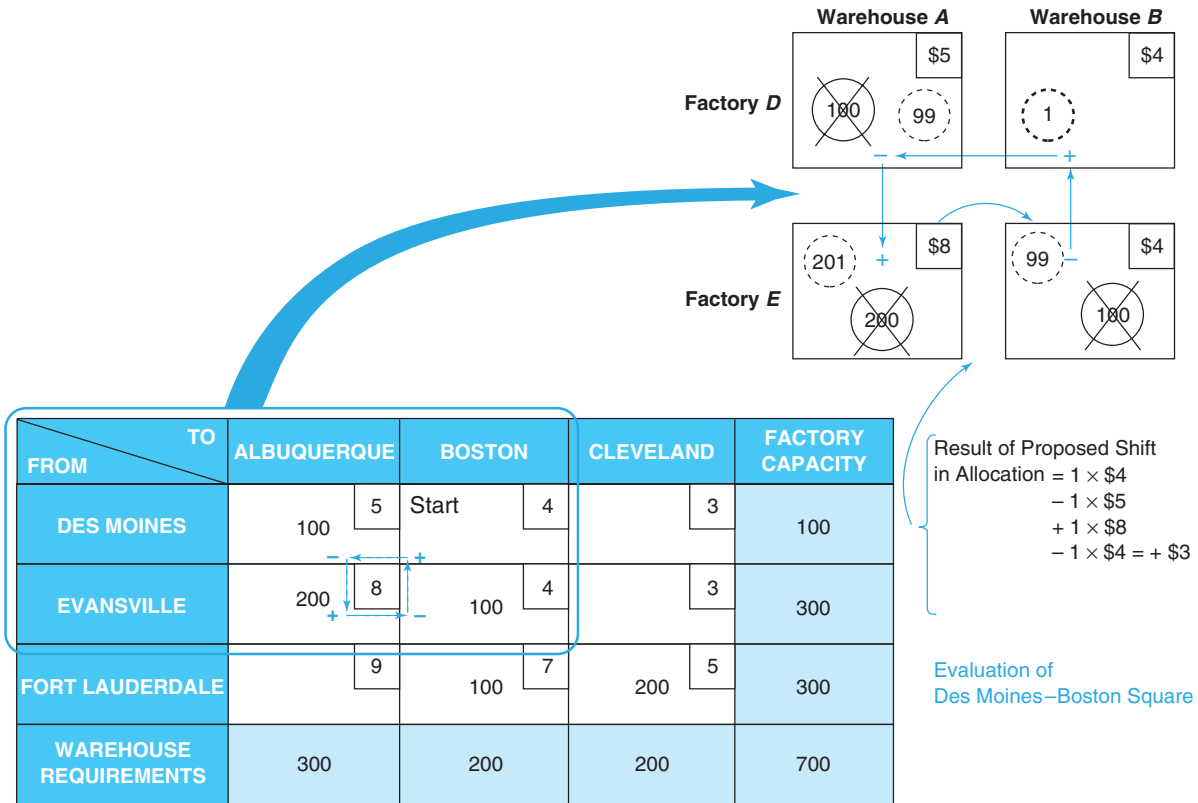 Warehouse A Warehouse B
$5 $4
Factory D 100 99 1
− +
$8 $4
201 + 99 −
Factory E 200 100
TO
FROM
ALBUQUERQUE BOSTON CLEVELAND FACTORY CAPACITY
DES MOINES 100 5 Start 4 3 100
− +
EVANSVILLE 200 8 100 4 3 300
+ −
FORT LAUDERDALE 9 100 7 200 5 300
WAREHOUSE REQUIREMENTS 300 200 200 700
Result of Proposed Shift
in Allocation = 1 × $4
− 1 × $5
+ 1 × $8
− 1 × $4 = + $3
Evaluation of
Des Moines–Boston Square